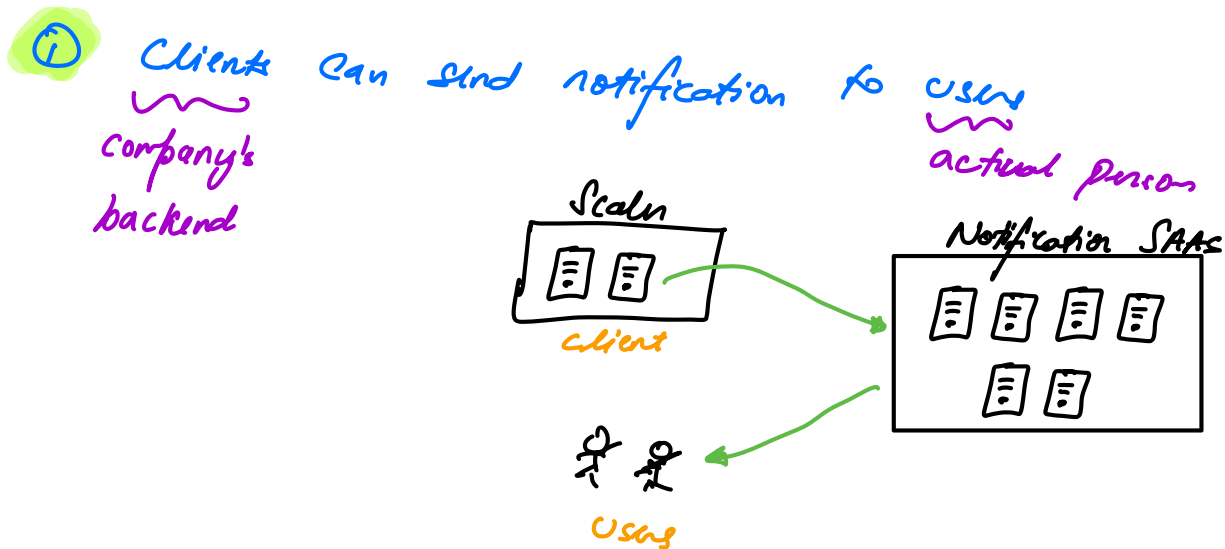 ① Clients can send notification to users
company's
backend
actual person
Scaler
Notification SAAS
client
users